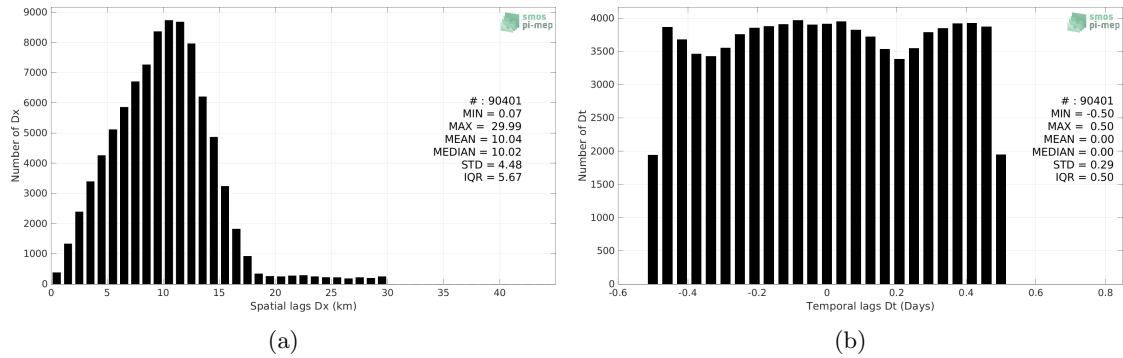 9000
8000
7000
6000
5000
4000
3000
2000
1000
0
Number of Dx
smos
pi-mep
# : 90401
MIN = 0.07
MAX = 29.99
MEAN = 10.04
MEDIAN = 10.02
STD = 4.48
IQR = 5.67
0 5 10 15 20 25 30 35 40
Spatial lags Dx (km)
(a)
4000
3500
3000
2500
2000
1500
1000
500
0
Number of Dt
smos
pi-mep
# : 90401
MIN = -0.50
MAX = 0.50
MEAN = 0.00
MEDIAN = 0.00
STD = 0.29
IQR = 0.50
-0.6 -0.4 -0.2 0 0.2 0.4 0.6 0.8
Temporal lags Dt (Days)
(b)